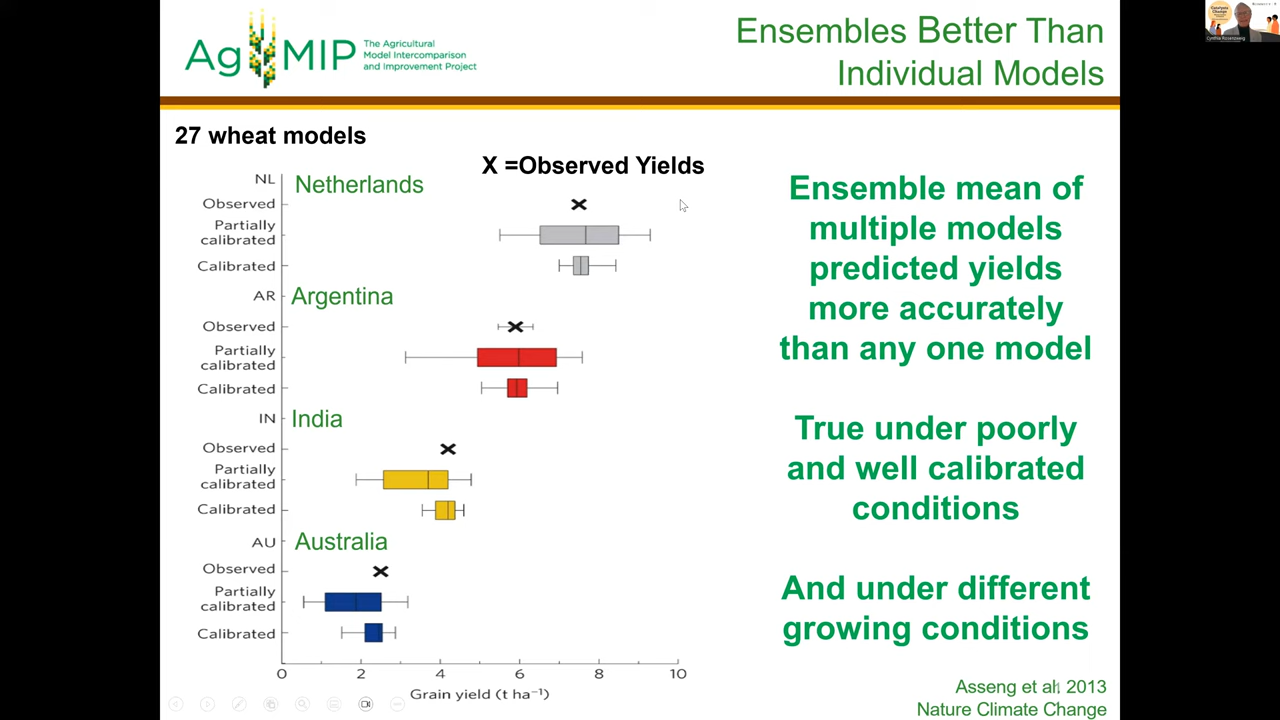 AgMIP
The Agricultural
Model Intercomparison
and Improvement Project
Ensembles Better Than
Individual Models
27 wheat models
X =Observed Yields
NL
Netherlands
Observed
Partially
calibrated
Calibrated
AR
Argentina
Observed
Partially
calibrated
Calibrated
IN
India
Observed
Partially
calibrated
Calibrated
AU
Australia
Observed
Partially
calibrated
Calibrated
0 2 4 6 8 10
Grain yield (t ha⁻¹)
Ensemble mean of
multiple models
predicted yields
more accurately
than any one model
True under poorly
and well calibrated
conditions
And under different
growing conditions
Asseng et al. 2013
Nature Climate Change
Cynthia Rosenzweig